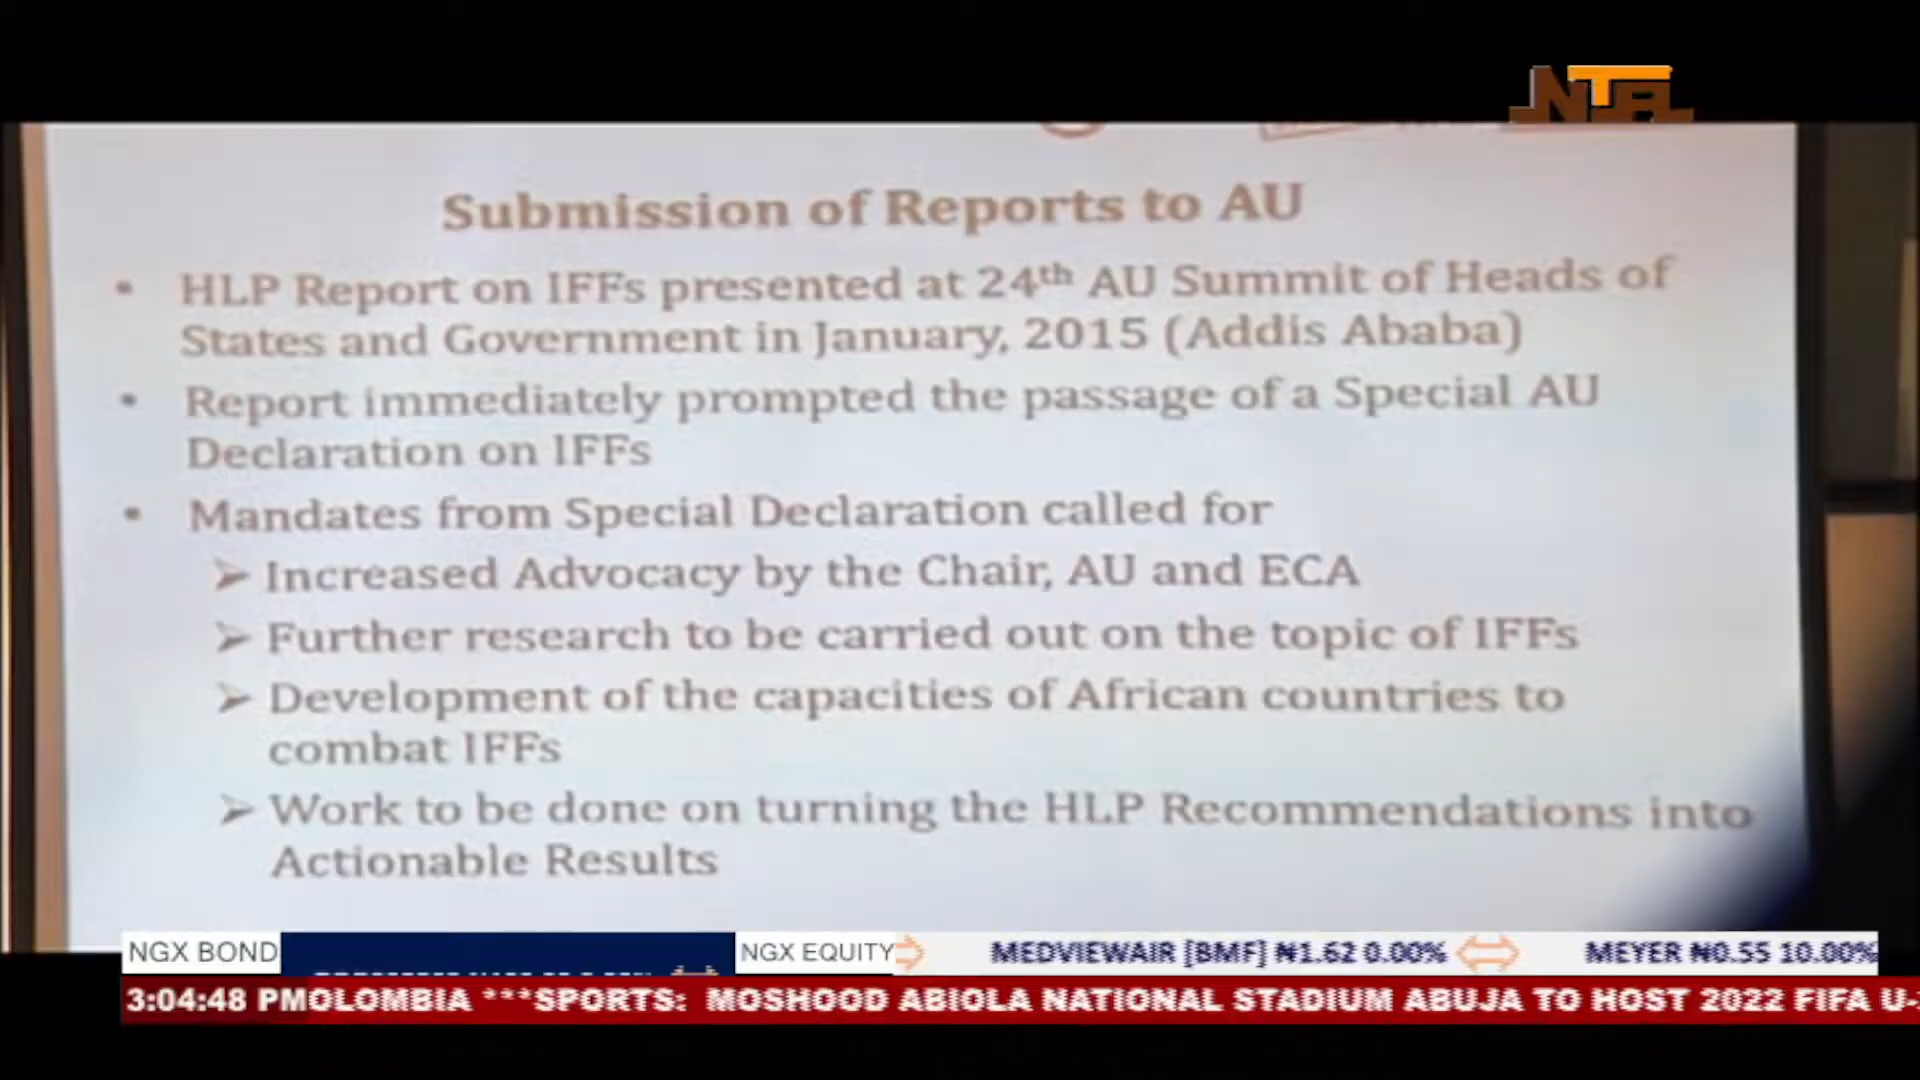 NTA
Submission of Reports to AU
• HLP Report on IFFs presented at 24th AU Summit of Heads of
States and Government in January, 2015 (Addis Ababa)
• Report immediately prompted the passage of a Special AU
Declaration on IFFs
• Mandates from Special Declaration called for
➢ Increased Advocacy by the Chair, AU and ECA
➢ Further research to be carried out on the topic of IFFs
➢ Development of the capacities of African countries to
combat IFFs
➢ Work to be done on turning the HLP Recommendations into
Actionable Results
NGX BOND
NGX EQUITY
MEDVIEWAIR [BMF] ₦1.62 0.00%
MEYER ₦0.55 10.00%
3:04:48 PM
OLOMBIA ***SPORTS: MOSHOOD ABIOLA NATIONAL STADIUM ABUJA TO HOST 2022 FIFA U-